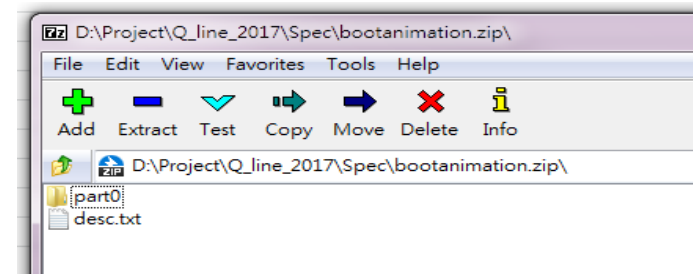 7z D:\Project\Q_line_2017\Spec\bootanimation.zip\
File Edit View Favorites Tools Help
Add Extract Test Copy Move Delete Info
ZIP D:\Project\Q_line_2017\Spec\bootanimation.zip\
part0
desc.txt